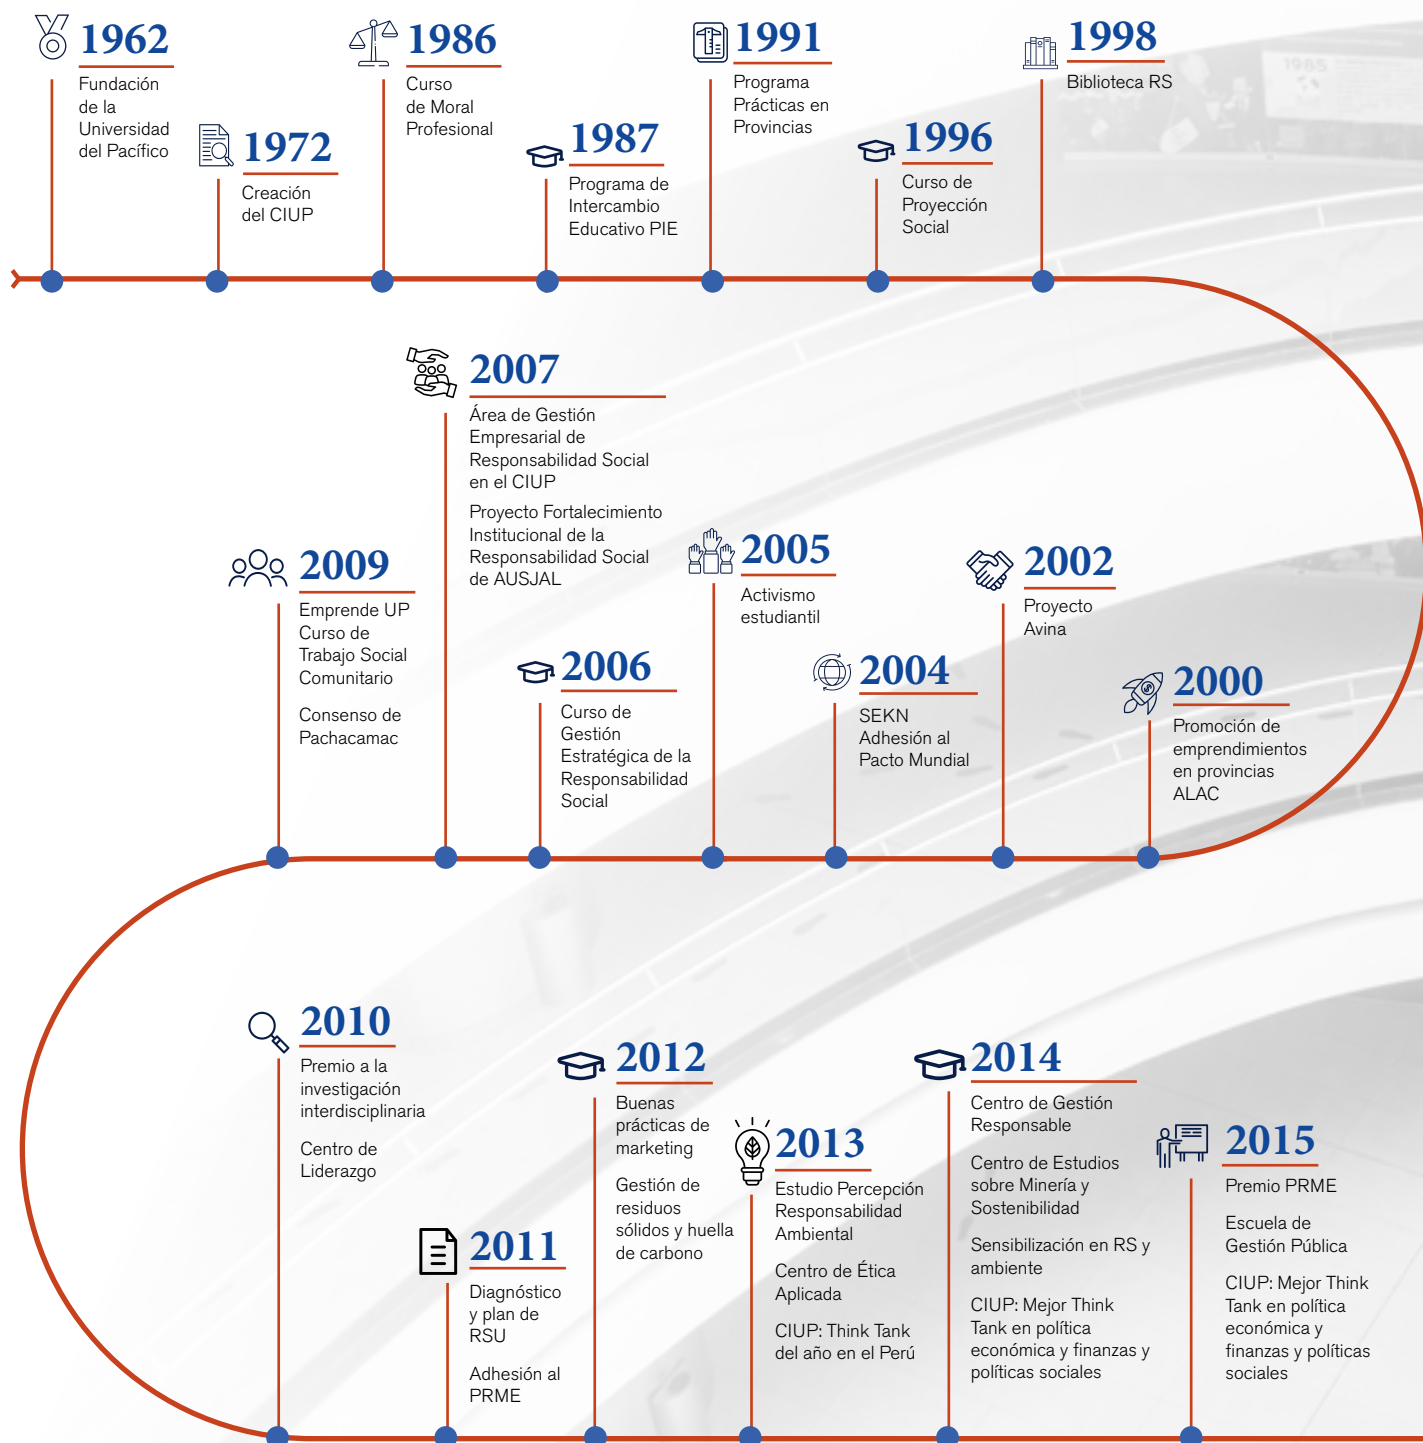 1962
Fundación
de la
Universidad
del Pacífico
1972
Creación
del CIUP
1986
Curso
de Moral
Profesional
1987
Programa de
Intercambio
Educativo PIE
1991
Programa
Prácticas en
Provincias
1996
Curso de
Proyección
Social
1998
Biblioteca RS
1985
2000
Promoción de
emprendimientos
en provincias
ALAC
2002
Proyecto
Avina
2004
SEKN
Adhesión al
Pacto Mundial
2005
Activismo
estudiantil
2006
Curso de
Gestión
Estratégica de la
Responsabilidad
Social
2007
Área de Gestión
Empresarial de
Responsabilidad Social
en el CIUP
Proyecto Fortalecimiento
Institucional de la
Responsabilidad Social
de AUSJAL
2009
Emprende UP
Curso de
Trabajo Social
Comunitario
Consenso de
Pachacamac
2010
Premio a la
investigación
interdisciplinaria
Centro de
Liderazgo
2011
Diagnóstico
y plan de
RSU
Adhesión al
PRME
2012
Buenas
prácticas de
marketing
Gestión de
residuos
sólidos y huella
de carbono
2013
Estudio Percepción
Responsabilidad
Ambiental
Centro de Ética
Aplicada
CIUP: Think Tank
del año en el Perú
2014
Centro de Gestión
Responsable
Centro de Estudios
sobre Minería y
Sostenibilidad
Sensibilización en RS y
ambiente
CIUP: Mejor Think
Tank en política
económica y finanzas y
políticas sociales
2015
Premio PRME
Escuela de
Gestión Pública
CIUP: Mejor Think
Tank en política
económica y
finanzas y políticas
sociales